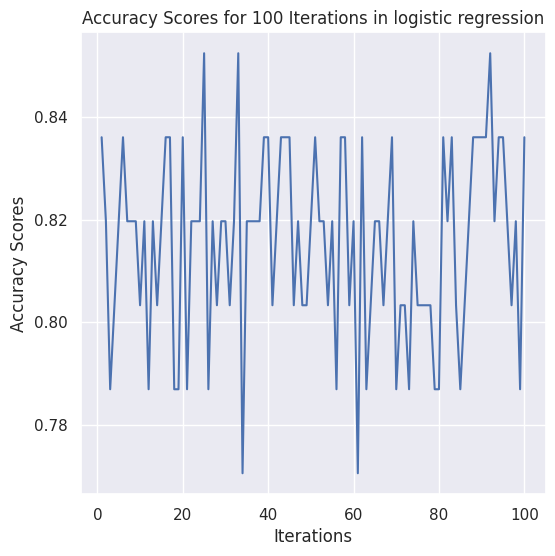 Accuracy Scores for 100 Iterations in logistic regression
0.84
0.82
0.80
0.78
Accuracy Scores
0 20 40 60 80 100
Iterations